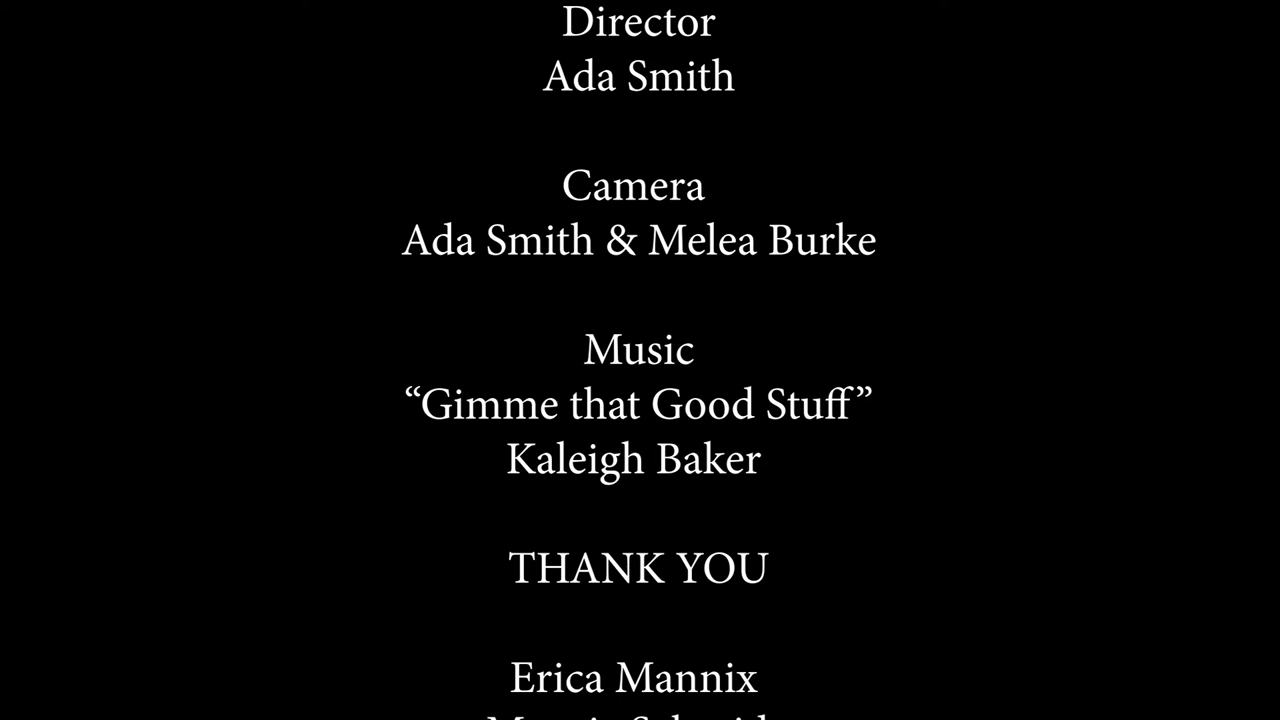 Director
Ada Smith
Camera
Ada Smith & Melea Burke
Music
“Gimme that Good Stuff”
Kaleigh Baker
THANK YOU
Erica Mannix